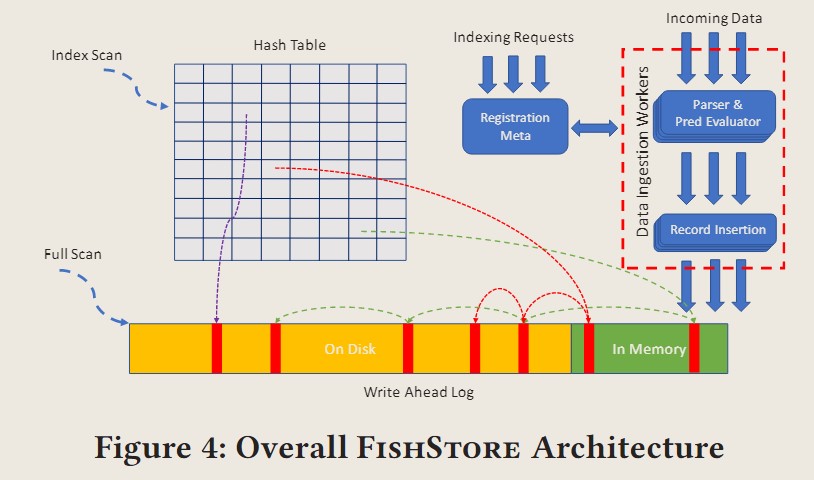 Incoming Data
Indexing Requests
Hash Table
Index Scan
Data Ingestion Workers
Parser &
Pred Evaluator
Registration
Meta
Record Insertion
Full Scan
On Disk
In Memory
Write Ahead Log
Figure 4: Overall FISHSTORE Architecture